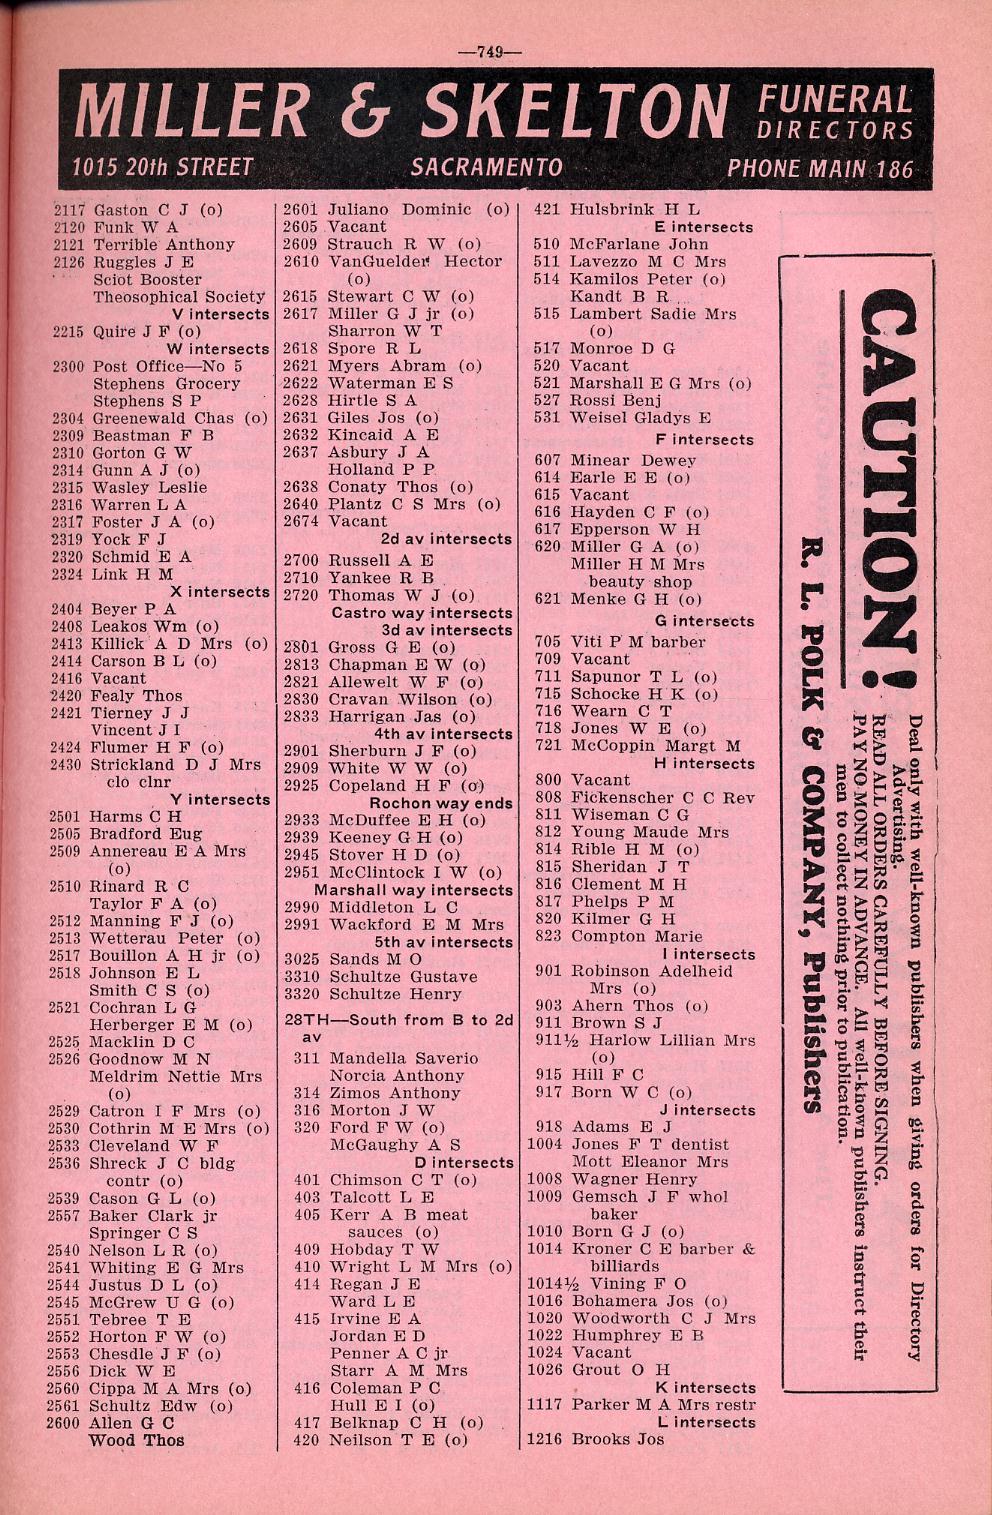 —749—
MILLER & SKELTON FUNERAL DIRECTORS
1015 20th STREET SACRAMENTO PHONE MAIN 186
2117 Gaston C J (o)
2120 Funk W A
2121 Terrible Anthony
2126 Ruggles J E
Sciot Booster
Theosophical Society
V intersects
2215 Quire J F (o)
W intersects
2300 Post Office—No 5
Stephens Grocery
Stephens S P
2304 Greenewald Chas (o)
2309 Beastman F B
2310 Gorton G W
2314 Gunn A J (o)
2315 Wasley Leslie
2316 Warren L A
2317 Foster J A (o)
2319 Yock F J
2320 Schmid E A
2324 Link H M
X intersects
2404 Beyer P A
2408 Leakos Wm (o)
2413 Killick A D Mrs (o)
2414 Carson B L (o)
2416 Vacant
2420 Fealy Thos
2421 Tierney J J
Vincent J I
2424 Flumer H F (o)
2430 Strickland D J Mrs
clo clnr
Y intersects
2501 Harms C H
2505 Bradford Eug
2509 Annereau E A Mrs
(o)
2510 Rinard R C
Taylor F A (o)
2512 Manning F J (o)
2513 Wetterau Peter (o)
2517 Bouillon A H jr (o)
2518 Johnson E L
Smith C S (o)
2521 Cochran L G
Herberger E M (o)
2525 Macklin D C
2526 Goodnow M N
Meldrim Nettie Mrs
(o)
2529 Catron I F Mrs (o)
2530 Cothrin M E Mrs (o)
2533 Cleveland W F
2536 Shreck J C bldg
contr (o)
2539 Cason G L (o)
2557 Baker Clark jr
Springer C S
2540 Nelson L R (o)
2541 Whiting E G Mrs
2544 Justus D L (o)
2545 McGrew U G (o)
2551 Tebree T E
2552 Horton F W (o)
2553 Chesdle J F (o)
2556 Dick W E
2560 Cippa M A Mrs (o)
2561 Schultz Edw (o)
2600 Allen G C
Wood Thos
2601 Juliano Dominic (o)
2605 Vacant
2609 Strauch R W (o)
2610 VanGuelder Hector
(o)
2615 Stewart C W (o)
2617 Miller G J jr (o)
Sharron W T
2618 Spore R L
2621 Myers Abram (o)
2622 Waterman E S
2628 Hirtle S A
2631 Giles Jos (o)
2632 Kincaid A E
2637 Asbury J A
Holland P P
2638 Conaty Thos (o)
2640 Plantz C S Mrs (o)
2674 Vacant
2d av intersects
2700 Russell A E
2710 Yankee R B
2720 Thomas W J (o)
Castro way intersects
3d av intersects
2801 Gross G E (o)
2813 Chapman E W (o)
2821 Allewelt W F (o)
2830 Cravan Wilson (o)
2833 Harrigan Jas (o)
4th av intersects
2901 Sherburn J F (o)
2909 White W W (o)
2925 Copeland H F (o)
Rochon way ends
2933 McDuffee E H (o)
2939 Keeney G H (o)
2945 Stover H D (o)
2951 McClintock I W (o)
Marshall way intersects
2990 Middleton L C
2991 Wackford E M Mrs
5th av intersects
3025 Sands M O
3310 Schultze Gustave
3320 Schultze Henry
28TH—South from B to 2d
av
311 Mandella Saverio
Norcia Anthony
314 Zimos Anthony
316 Morton J W
320 Ford F W (o)
McGaughy A S
D intersects
401 Chimson C T (o)
403 Talcott L E
405 Kerr A B meat
sauces (o)
409 Hobday T W
410 Wright L M Mrs (o)
414 Regan J E
Ward L E
415 Irvine E A
Jordan E D
Penner A C jr
Starr A M Mrs
416 Coleman P C
Hull E I (o)
417 Belknap C H (o)
420 Neilson T E (o)
421 Hulsbrink H L
E intersects
510 McFarlane John
511 Lavezzo M C Mrs
514 Kamilos Peter (o)
Kandt B R
515 Lambert Sadie Mrs
(o)
517 Monroe D G
520 Vacant
521 Marshall E G Mrs (o)
527 Rossi Benj
531 Weisel Gladys E
F intersects
607 Minear Dewey
614 Earle E E (o)
615 Vacant
616 Hayden C F (o)
617 Epperson W H
620 Miller G A (o)
Miller H M Mrs
beauty shop
621 Menke G H (o)
G intersects
705 Viti P M barber
709 Vacant
711 Sapunor T L (o)
715 Schocke H K (o)
716 Wearn C T
718 Jones W E (o)
721 McCoppin Margt M
H intersects
800 Vacant
808 Fickenscher C C Rev
811 Wiseman C G
812 Young Maude Mrs
814 Rible H M (o)
815 Sheridan J T
816 Clement M H
817 Phelps P M
820 Kilmer G H
823 Compton Marie
I intersects
901 Robinson Adelheid
Mrs (o)
903 Ahern Thos (o)
911 Brown S J
911½ Harlow Lillian Mrs
(o)
915 Hill F C
917 Born W C (o)
J intersects
918 Adams E J
1004 Jones F T dentist
Mott Eleanor Mrs
1008 Wagner Henry
1009 Gemsch J F whol
baker
1010 Born G J (o)
1014 Kroner C E barber &
billiards
1014½ Vining F O
1016 Bohamera Jos (o)
1020 Woodworth C J Mrs
1022 Humphrey E B
1024 Vacant
1026 Grout O H
K intersects
1117 Parker M A Mrs restr
L intersects
1216 Brooks Jos
CAUTION!
Deal only with well-known publishers when giving orders for Directory
Advertising.
READ ALL ORDERS CAREFULLY BEFORE SIGNING.
PAY NO MONEY IN ADVANCE. All well-known publishers instruct their
men to collect nothing prior to publication.
R. L. POLK & COMPANY, Publishers